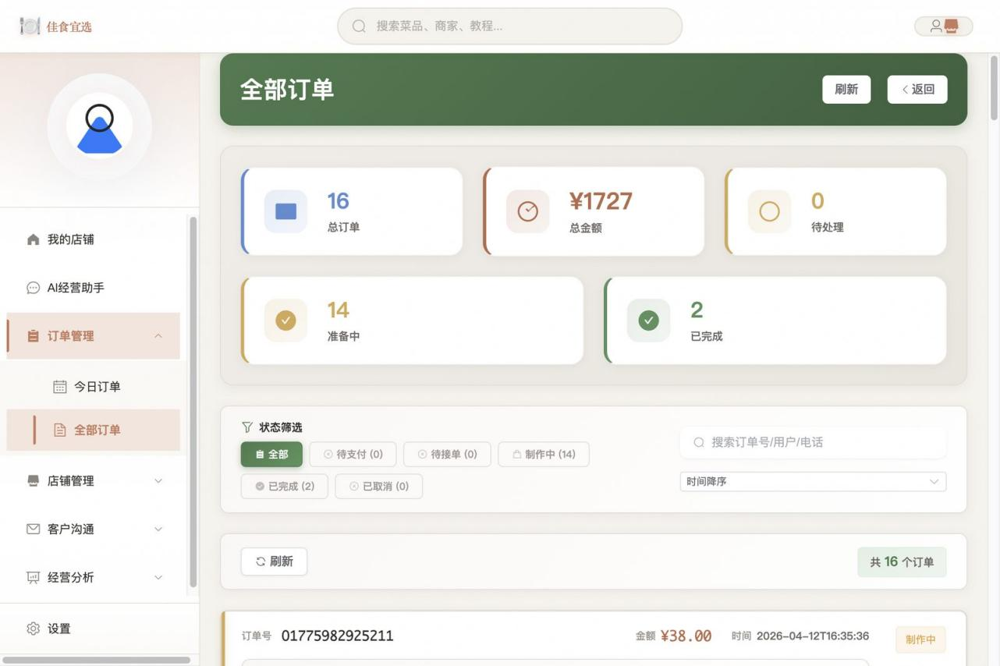 佳食宜选
搜索菜品、商家、教程...
全部订单
刷新
返回
16
总订单
¥1727
总金额
0
待处理
14
准备中
2
已完成
我的店铺
AI经营助手
订单管理
今日订单
全部订单
店铺管理
客户沟通
经营分析
设置
状态筛选
全部
待支付 (0)
待接单 (0)
制作中 (14)
已完成 (2)
已取消 (0)
搜索订单号/用户/电话
时间降序
刷新
共 16 个订单
订单号 01775982925211
金额 ¥38.00
时间 2026-04-12T16:35:36
制作中